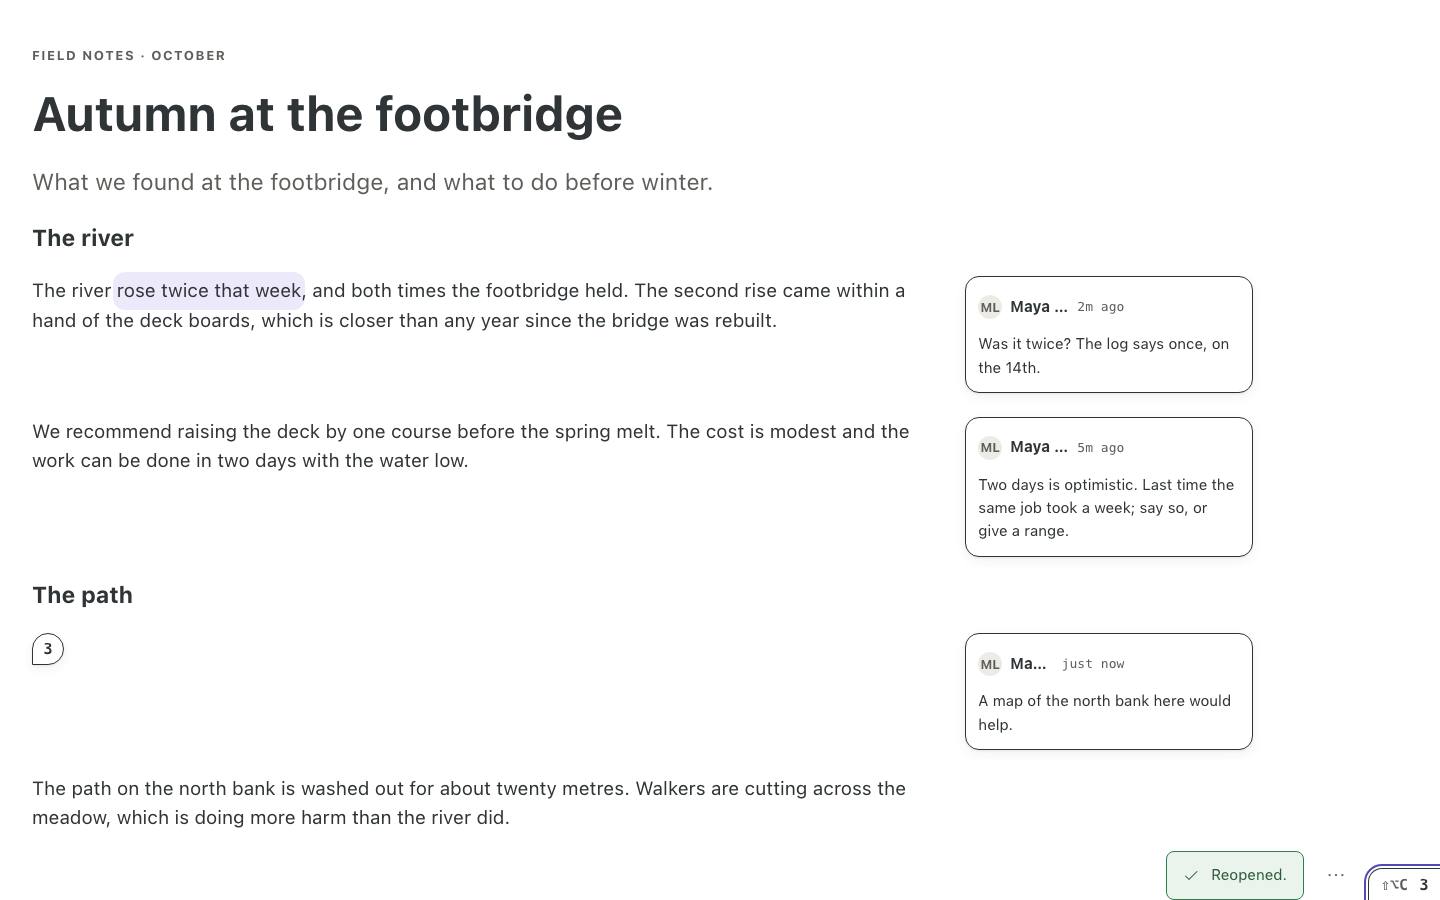 FIELD NOTES · OCTOBER
Autumn at the footbridge
What we found at the footbridge, and what to do before winter.
The river
The river rose twice that week, and both times the footbridge held. The second rise came within a
hand of the deck boards, which is closer than any year since the bridge was rebuilt.
ML Maya ... 2m ago
Was it twice? The log says once, on
the 14th.
We recommend raising the deck by one course before the spring melt. The cost is modest and the
work can be done in two days with the water low.
ML Maya ... 5m ago
Two days is optimistic. Last time the
same job took a week; say so, or
give a range.
The path
3
ML Ma... just now
A map of the north bank here would
help.
The path on the north bank is washed out for about twenty metres. Walkers are cutting across the
meadow, which is doing more harm than the river did.
Reopened.
⇧⌥C 3